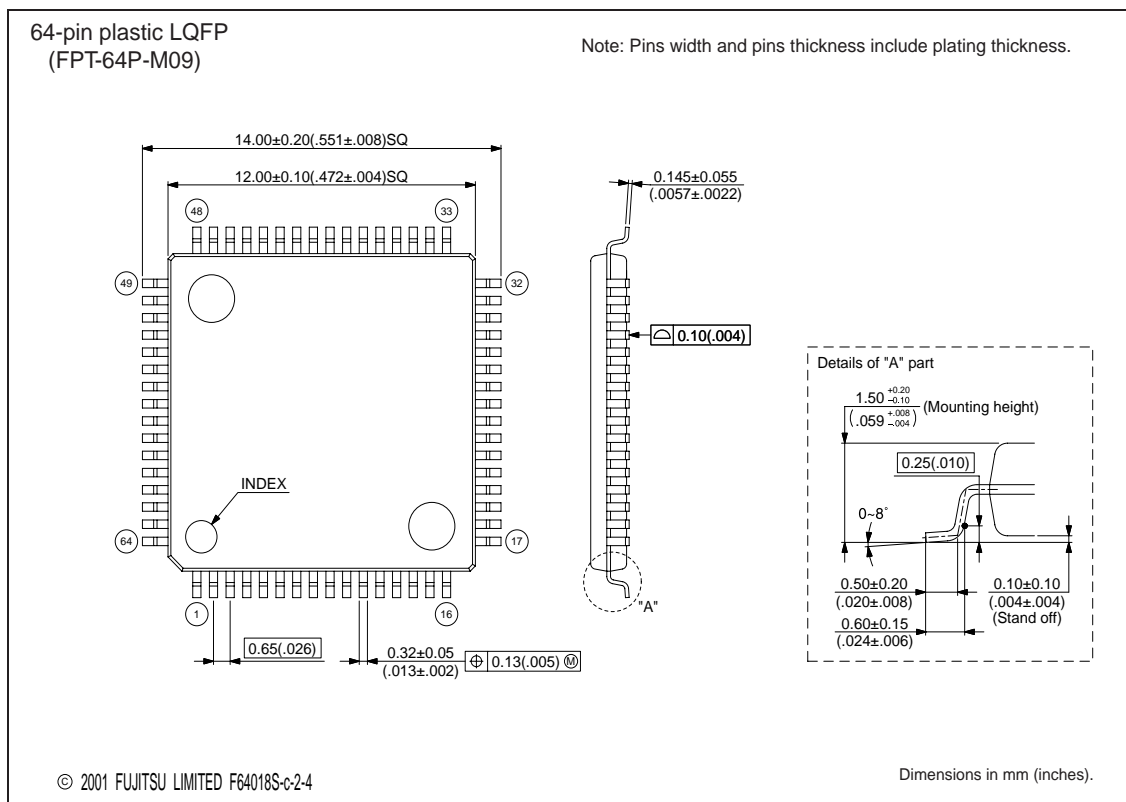 64-pin plastic LQFP
(FPT-64P-M09)
Note: Pins width and pins thickness include plating thickness.
14.00±0.20(.551±.008)SQ
12.00±0.10(.472±.004)SQ
0.145±0.055
(.0057±.0022)
48
33
49
32
0.10(.004)
Details of "A" part
1.50 +0.20 −0.10
(.059 +.008 −.004)
(Mounting height)
0.25(.010)
INDEX
0~8°
64
17
0.50±0.20
(.020±.008)
0.10±0.10
(.004±.004)
(Stand off)
"A"
1
16
0.60±0.15
(.024±.006)
0.65(.026)
0.32±0.05
(.013±.002)
⌖ 0.13(.005) Ⓜ
© 2001 FUJITSU LIMITED F64018S-c-2-4
Dimensions in mm (inches).